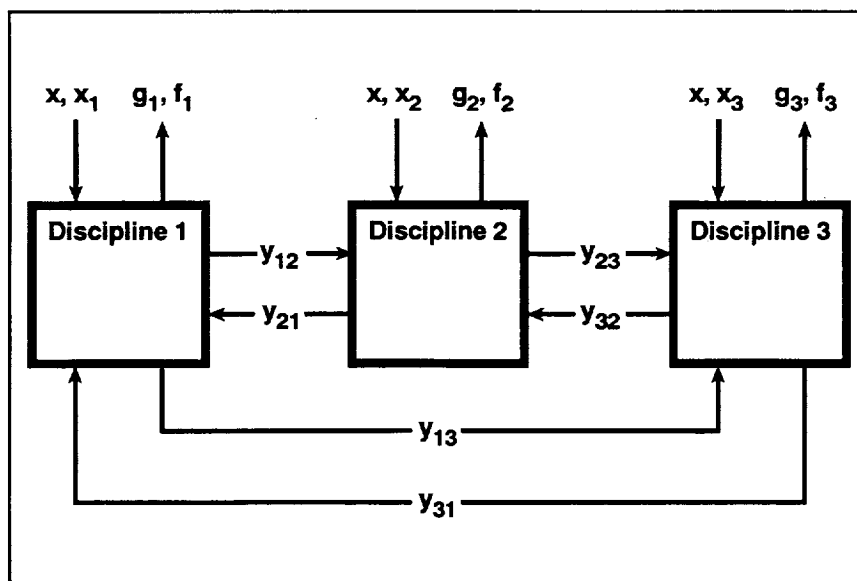 x, x₁ g₁, f₁ x, x₂ g₂, f₂ x, x₃ g₃, f₃
Discipline 1 Discipline 2 Discipline 3
y₁₂ y₂₃
y₂₁ y₃₂
y₁₃
y₃₁